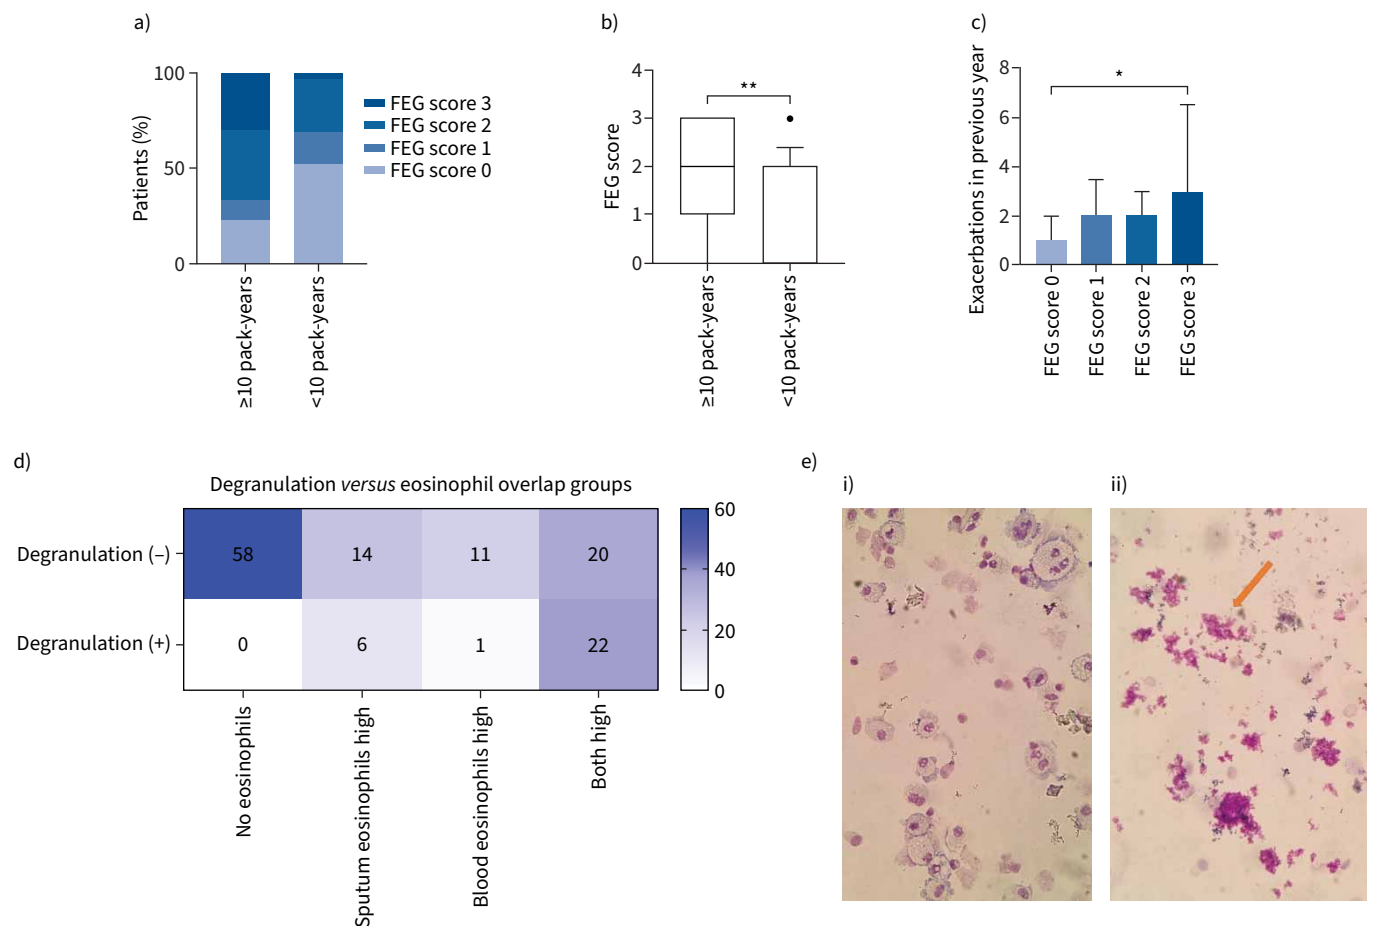 a)
100
50
0
Patients (%)
≥10 pack-years
<10 pack-years
FEG score 3
FEG score 2
FEG score 1
FEG score 0
b)
4
3
2
1
0
FEG score
**
≥10 pack-years
<10 pack-years
c)
8
6
4
2
0
Exacerbations in previous year
*
FEG score 0
FEG score 1
FEG score 2
FEG score 3
d)
Degranulation versus eosinophil overlap groups
Degranulation (–)
58
14
11
20
Degranulation (+)
0
6
1
22
No eosinophils
Sputum eosinophils high
Blood eosinophils high
Both high
60
40
20
0
e)
i)
ii)